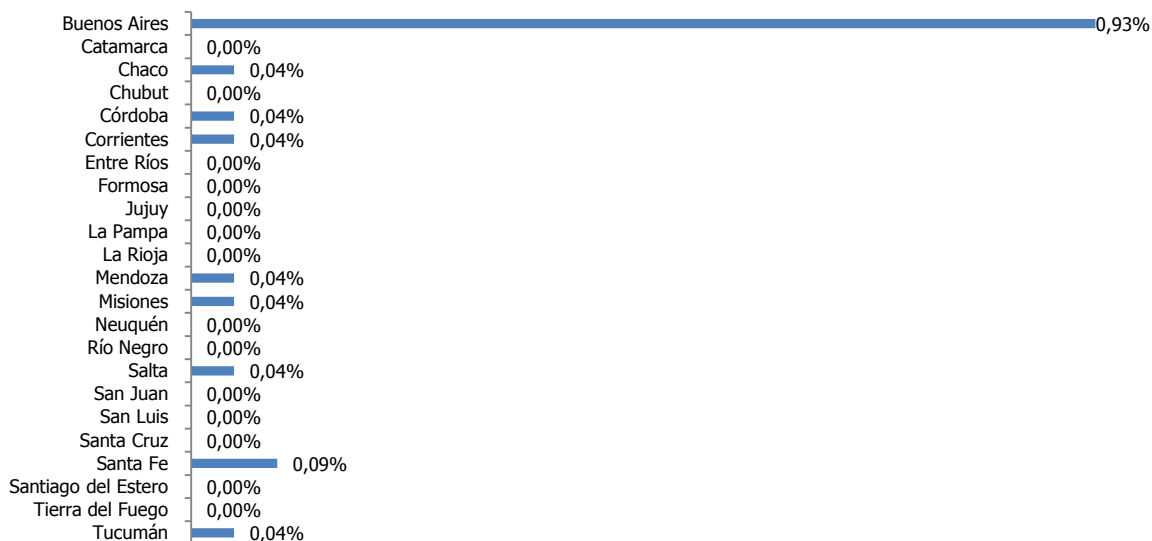 Buenos Aires 0,93%
Catamarca 0,00%
Chaco 0,04%
Chubut 0,00%
Córdoba 0,04%
Corrientes 0,04%
Entre Ríos 0,00%
Formosa 0,00%
Jujuy 0,00%
La Pampa 0,00%
La Rioja 0,00%
Mendoza 0,04%
Misiones 0,04%
Neuquén 0,00%
Río Negro 0,00%
Salta 0,04%
San Juan 0,00%
San Luis 0,00%
Santa Cruz 0,00%
Santa Fe 0,09%
Santiago del Estero 0,00%
Tierra del Fuego 0,00%
Tucumán 0,04%